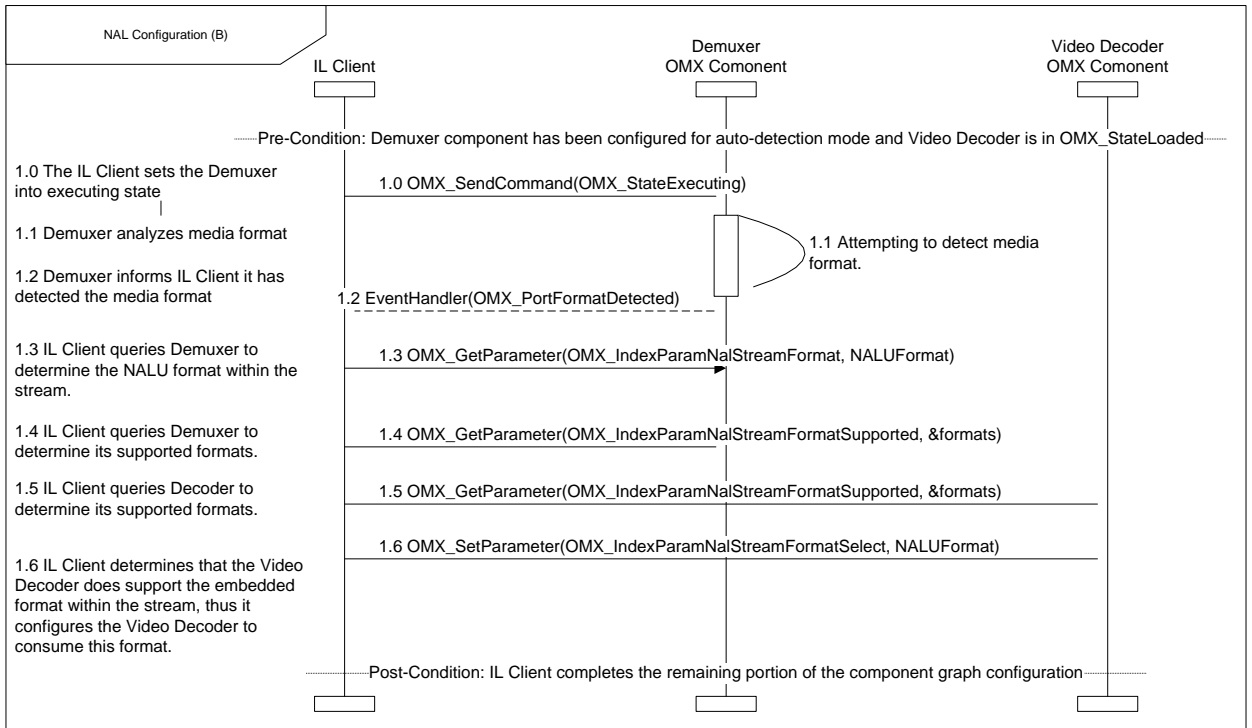 NAL Configuration (B)
IL Client
Demuxer
OMX Comonent
Video Decoder
OMX Comonent
Pre-Condition: Demuxer component has been configured for auto-detection mode and Video Decoder is in OMX_StateLoaded
1.0 The IL Client sets the Demuxer
into executing state
1.0 OMX_SendCommand(OMX_StateExecuting)
1.1 Demuxer analyzes media format
1.1 Attempting to detect media
format.
1.2 Demuxer informs IL Client it has
detected the media format
1.2 EventHandler(OMX_PortFormatDetected)
1.3 IL Client queries Demuxer to
determine the NALU format within the
stream.
1.3 OMX_GetParameter(OMX_IndexParamNalStreamFormat, NALUFormat)
1.4 IL Client queries Demuxer to
determine its supported formats.
1.4 OMX_GetParameter(OMX_IndexParamNalStreamFormatSupported, &formats)
1.5 IL Client queries Decoder to
determine its supported formats.
1.5 OMX_GetParameter(OMX_IndexParamNalStreamFormatSupported, &formats)
1.6 OMX_SetParameter(OMX_IndexParamNalStreamFormatSelect, NALUFormat)
1.6 IL Client determines that the Video
Decoder does support the embedded
format within the stream, thus it
configures the Video Decoder to
consume this format.
Post-Condition: IL Client completes the remaining portion of the component graph configuration